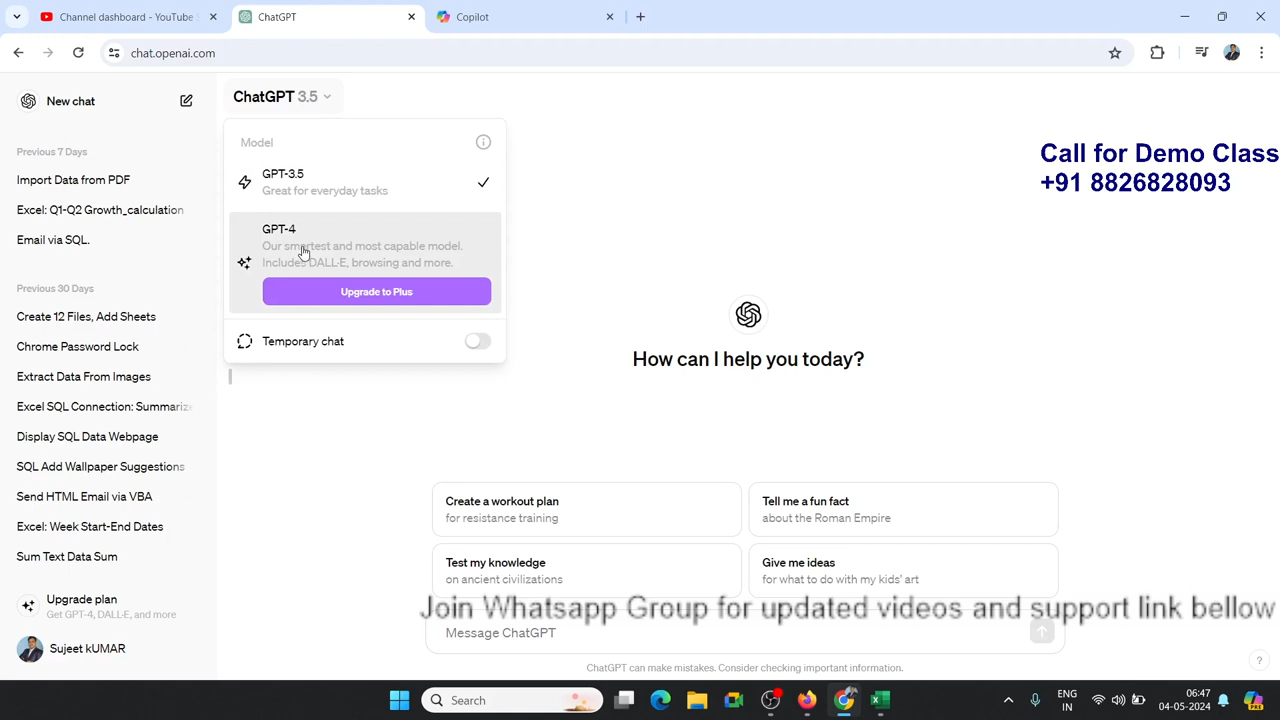 Channel dashboard - YouTube
ChatGPT
Copilot
chat.openai.com
New chat
Previous 7 Days
Import Data from PDF
Excel: Q1-Q2 Growth_calculation
Email via SQL.
Previous 30 Days
Create 12 Files, Add Sheets
Chrome Password Lock
Extract Data From Images
Excel SQL Connection: Summarize
Display SQL Data Webpage
SQL Add Wallpaper Suggestions
Send HTML Email via VBA
Excel: Week Start-End Dates
Sum Text Data Sum
Upgrade plan
Get GPT-4, DALL·E, and more
Sujeet kUMAR
ChatGPT 3.5
Model
GPT-3.5
Great for everyday tasks
GPT-4
Our smartest and most capable model.
Includes DALL·E, browsing and more.
Upgrade to Plus
Temporary chat
Call for Demo Class
+91 8826828093
How can I help you today?
Create a workout plan
for resistance training
Tell me a fun fact
about the Roman Empire
Test my knowledge
on ancient civilizations
Give me ideas
for what to do with my kids' art
Join Whatsapp Group for updated videos and support link bellow
Message ChatGPT
ChatGPT can make mistakes. Consider checking important information.
?
Search
ENG
IN
06:47
04-05-2024